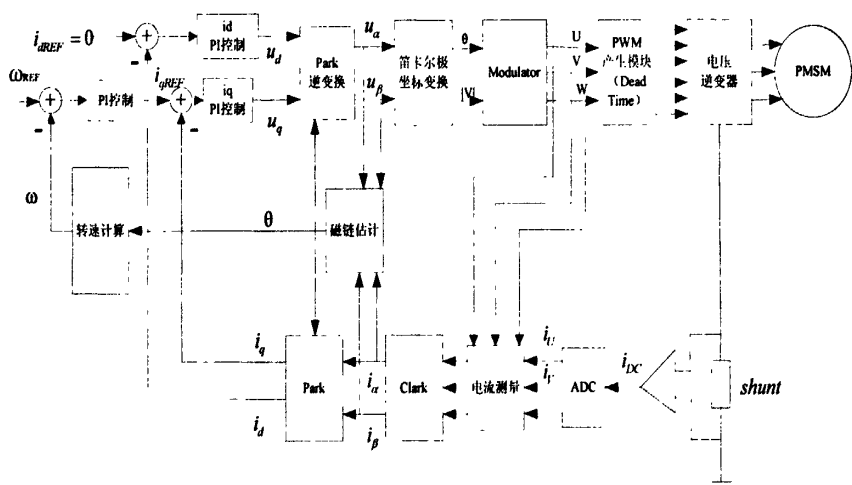 i_dREF=0
id
PI控制
u_d
u_α
θ
U
ω_REF
PI控制
i_qREF
iq
PI控制
u_q
Park
逆变换
u_β
笛卡尔极
坐标变换
|V|
Modulator
V
W
PWM
产生模块
（Dead
Time）
电压
逆变器
PMSM
ω
转速计算
θ
磁链估计
i_q
i_d
Park
i_α
i_β
Clark
电流测量
i_U
i_V
ADC
i_DC
shunt